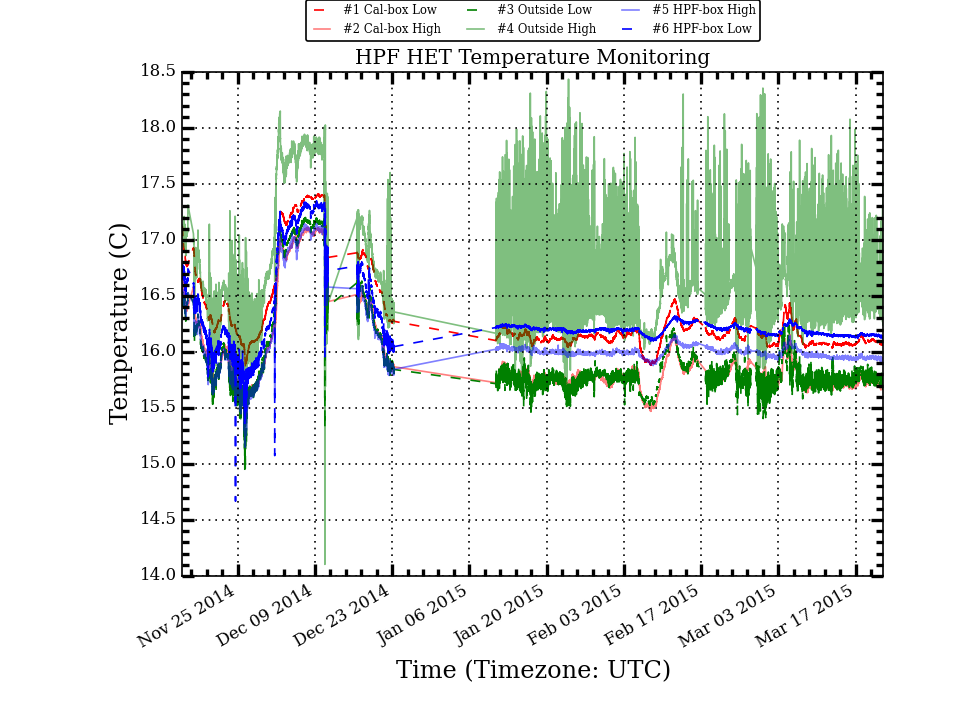 #1 Cal-box Low #3 Outside Low #5 HPF-box High
#2 Cal-box High #4 Outside High #6 HPF-box Low
HPF HET Temperature Monitoring
18.5
18.0
17.5
17.0
16.5
16.0
15.5
15.0
14.5
14.0
Temperature (C)
Nov 25 2014 Dec 09 2014 Dec 23 2014 Jan 06 2015 Jan 20 2015 Feb 03 2015 Feb 17 2015 Mar 03 2015 Mar 17 2015
Time (Timezone: UTC)